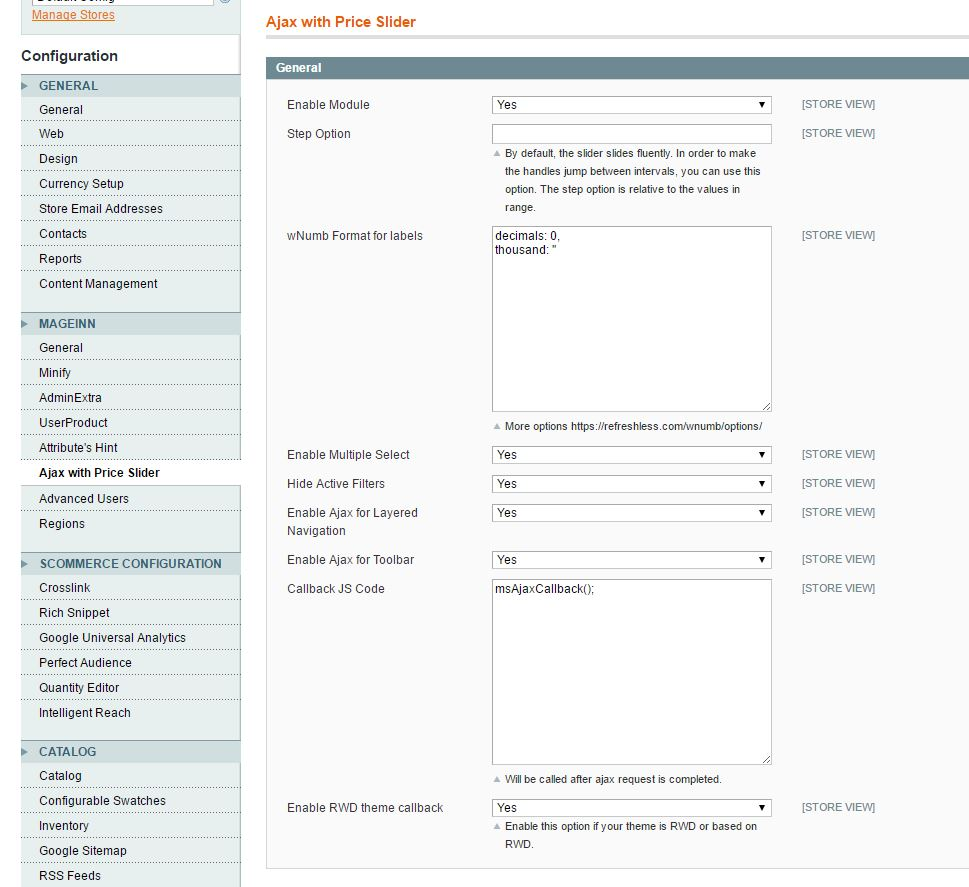 Manage Stores
Configuration
GENERAL
General
Web
Design
Currency Setup
Store Email Addresses
Contacts
Reports
Content Management
MAGEINN
General
Minify
AdminExtra
UserProduct
Attribute's Hint
Ajax with Price Slider
Advanced Users
Regions
SCOMMERCE CONFIGURATION
Crosslink
Rich Snippet
Google Universal Analytics
Perfect Audience
Quantity Editor
Intelligent Reach
CATALOG
Catalog
Configurable Swatches
Inventory
Google Sitemap
RSS Feeds
Ajax with Price Slider
General
Enable Module Yes [STORE VIEW]
Step Option [STORE VIEW]
By default, the slider slides fluently. In order to make
the handles jump between intervals, you can use this
option. The step option is relative to the values in
range.
wNumb Format for labels decimals: 0, [STORE VIEW]
thousand: ''
More options https://refreshless.com/wnumb/options/
Enable Multiple Select Yes [STORE VIEW]
Hide Active Filters Yes [STORE VIEW]
Enable Ajax for Layered Yes [STORE VIEW]
Navigation
Enable Ajax for Toolbar Yes [STORE VIEW]
Callback JS Code msAjaxCallback(); [STORE VIEW]
Will be called after ajax request is completed.
Enable RWD theme callback Yes [STORE VIEW]
Enable this option if your theme is RWD or based on
RWD.